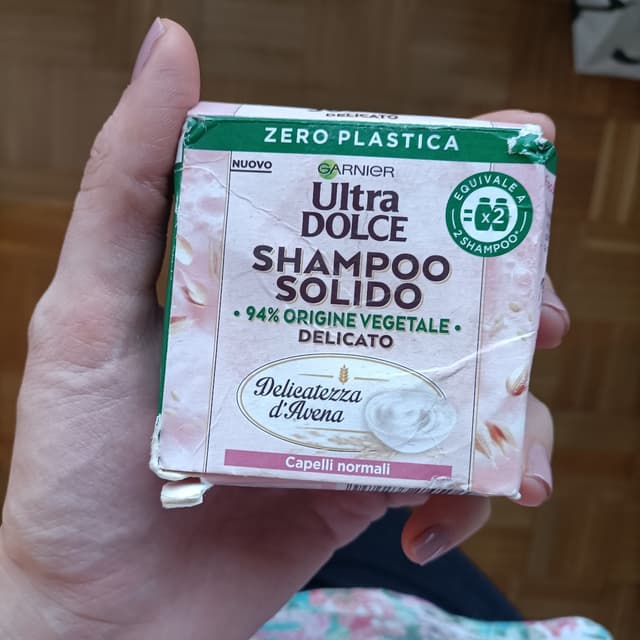 DELICATO
ZERO PLASTICA
NUOVO
GARNIER
Ultra
DOLCE
EQUIVALE A
= x2
2 SHAMPOO*
SHAMPOO
SOLIDO
• 94% ORIGINE VEGETALE •
DELICATO
Delicatezza
d'Avena
Capelli normali